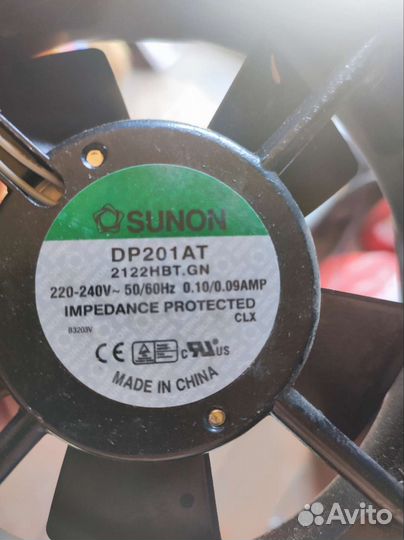 SUNON
DP201AT
2122HBT.GN
220-240V~ 50/60Hz 0.10/0.09AMP
IMPEDANCE PROTECTED
CLX
B3203V
CE c RU US
MADE IN CHINA
Avito